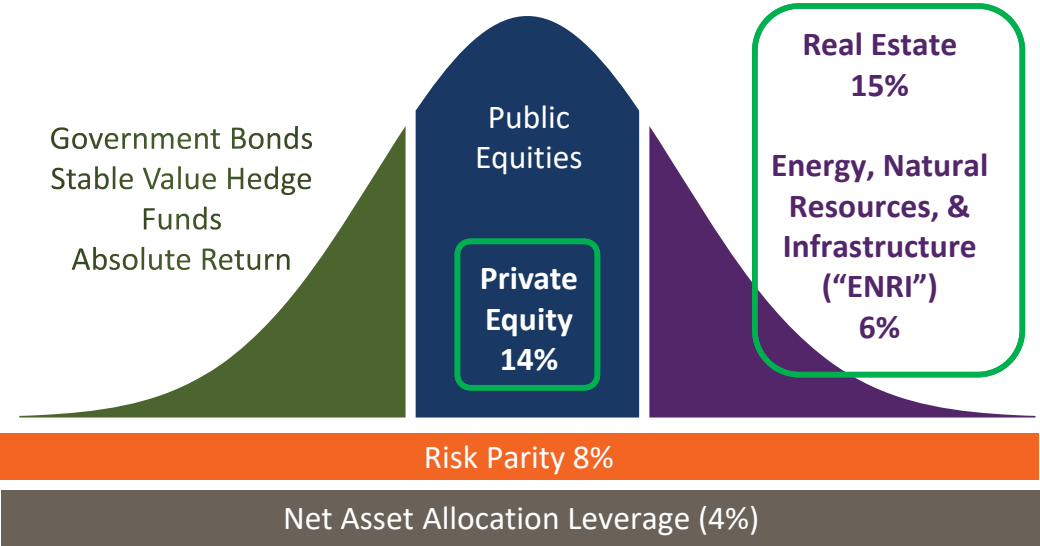 Government Bonds
Stable Value Hedge
Funds
Absolute Return
Public
Equities
Private
Equity
14%
Real Estate
15%
Energy, Natural
Resources, &
Infrastructure
(“ENRI”)
6%
Risk Parity 8%
Net Asset Allocation Leverage (4%)